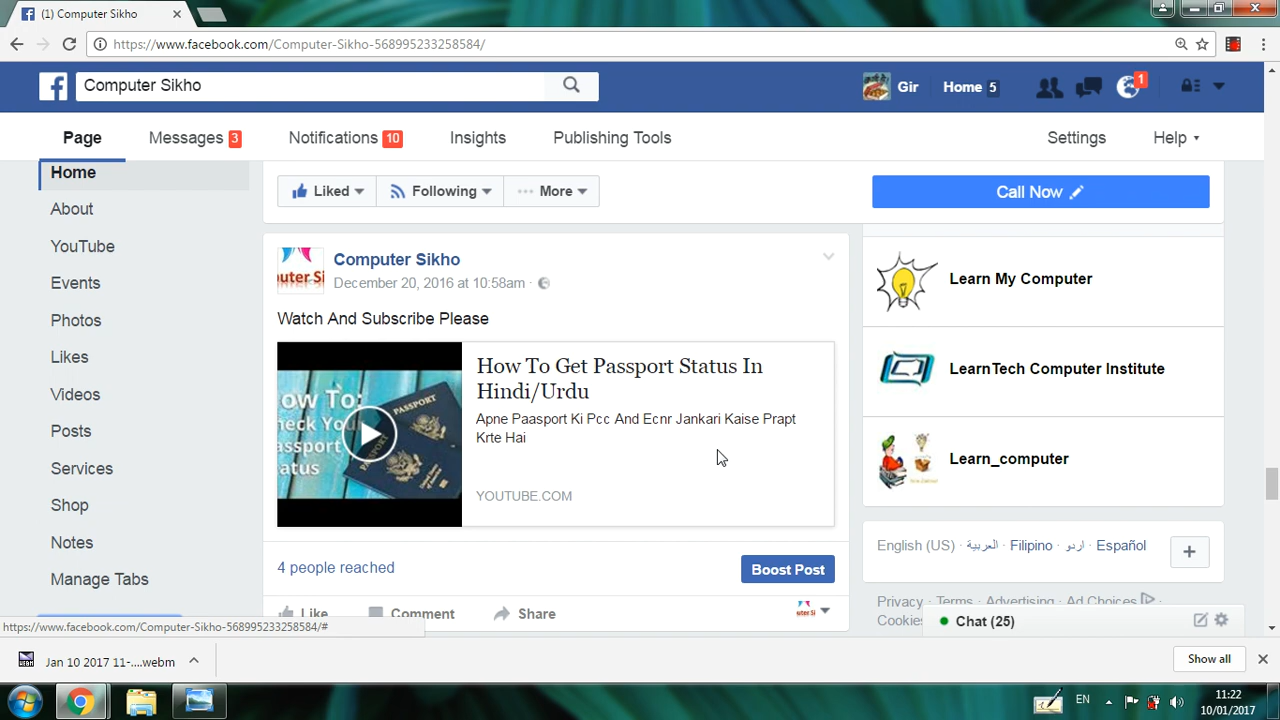 (1) Computer Sikho
https://www.facebook.com/Computer-Sikho-568995233258584/
Computer Sikho
Gir
Home 5
1
Page
Messages 3
Notifications 10
Insights
Publishing Tools
Settings
Help
Home
About
YouTube
Events
Photos
Likes
Videos
Posts
Services
Shop
Notes
Manage Tabs
Liked
Following
More
Call Now
Computer Sikho
December 20, 2016 at 10:58am
Watch And Subscribe Please
PASSPORT
How To Get Passport Status In
Hindi/Urdu
Apne Paasport Ki Pcc And Ecnr Jankari Kaise Prapt
Krte Hai
YOUTUBE.COM
4 people reached
Boost Post
Like
Comment
Share
Learn My Computer
LearnTech Computer Institute
Learn_computer
English (US) · العربية · Filipino · اردو · Español
Privacy · Terms · Advertising · Ad Choices
Cookies
Chat (25)
https://www.facebook.com/Computer-Sikho-568995233258584/#
Jan 10 2017 11-....webm
Show all
EN
11:22
10/01/2017